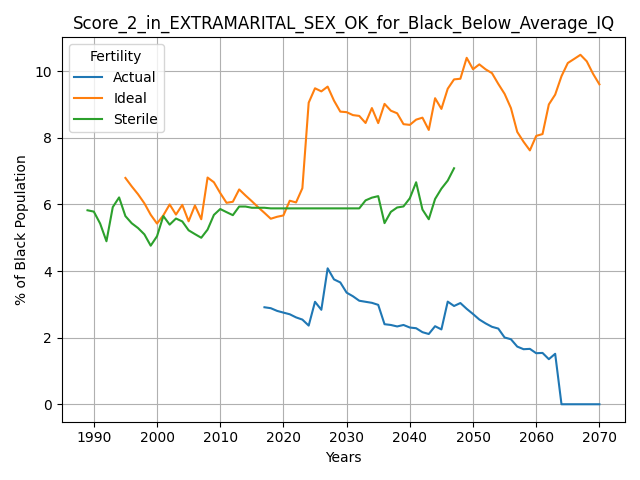 Score_2_in_EXTRAMARITAL_SEX_OK_for_Black_Below_Average_IQ
Fertility
Actual
Ideal
Sterile
% of Black Population
10
8
6
4
2
0
1990 2000 2010 2020 2030 2040 2050 2060 2070
Years